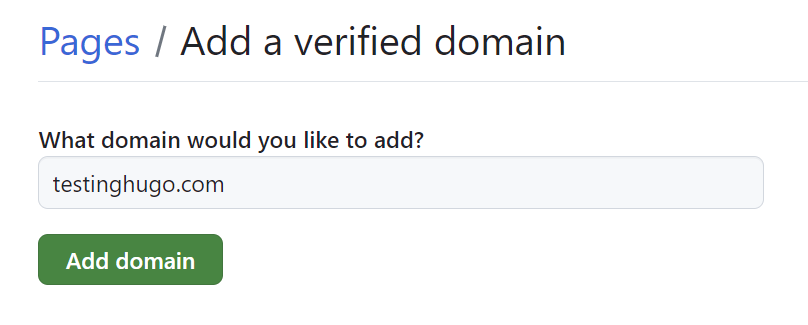 Pages / Add a verified domain
What domain would you like to add?
testinghugo.com
Add domain